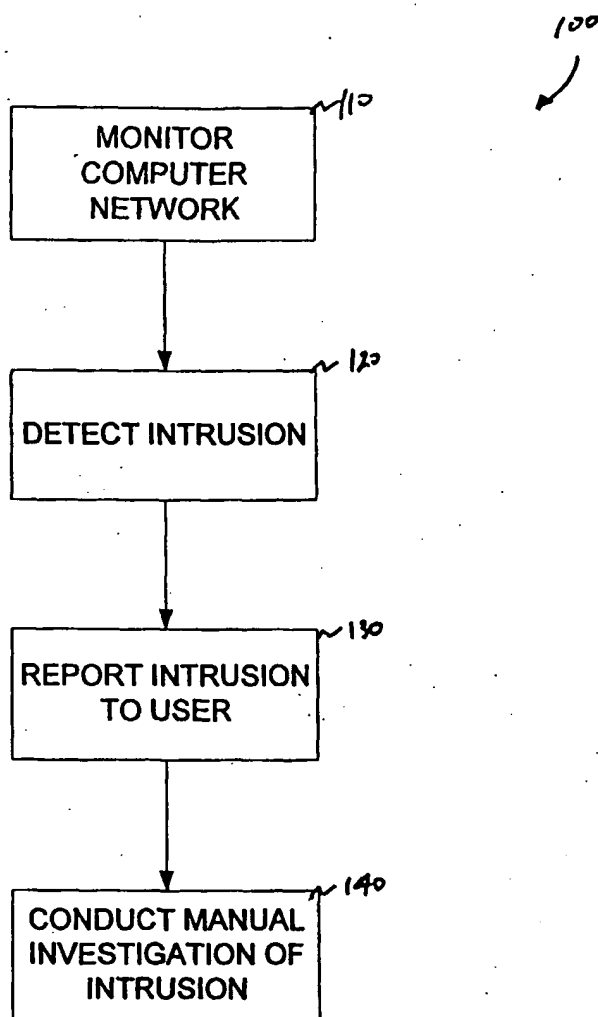 100
110
MONITOR
COMPUTER
NETWORK
120
DETECT INTRUSION
130
REPORT INTRUSION
TO USER
140
CONDUCT MANUAL
INVESTIGATION OF
INTRUSION